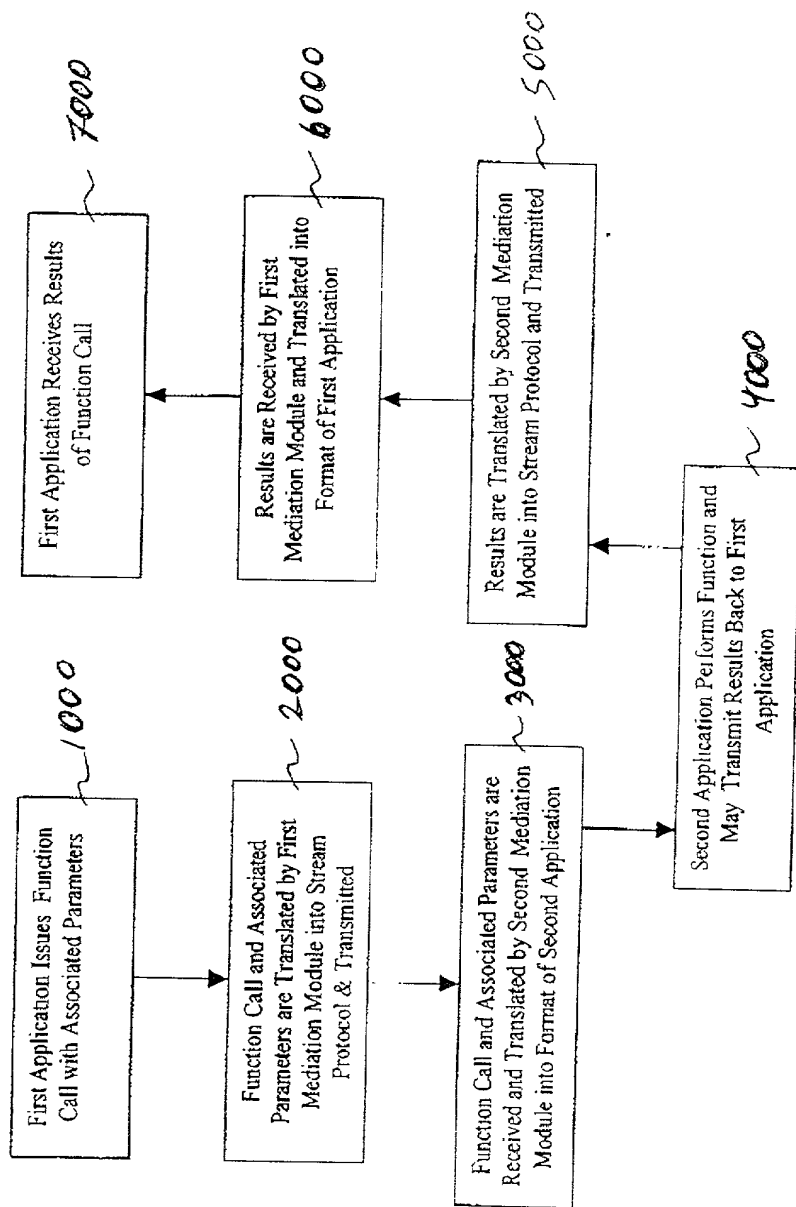 First Application Issues Function
Call with Associated Parameters
1000
Function Call and Associated
Parameters are Translated by First
Mediation Module into Stream
Protocol & Transmitted
2000
Function Call and Associated Parameters are
Received and Translated by Second Mediation
Module into Format of Second Application
3000
Second Application Performs Function and
May Transmit Results Back to First
Application
4000
Results are Translated by Second Mediation
Module into Stream Protocol and Transmitted
5000
Results are Received by First
Mediation Module and Translated into
Format of First Application
6000
First Application Receives Results
of Function Call
7000